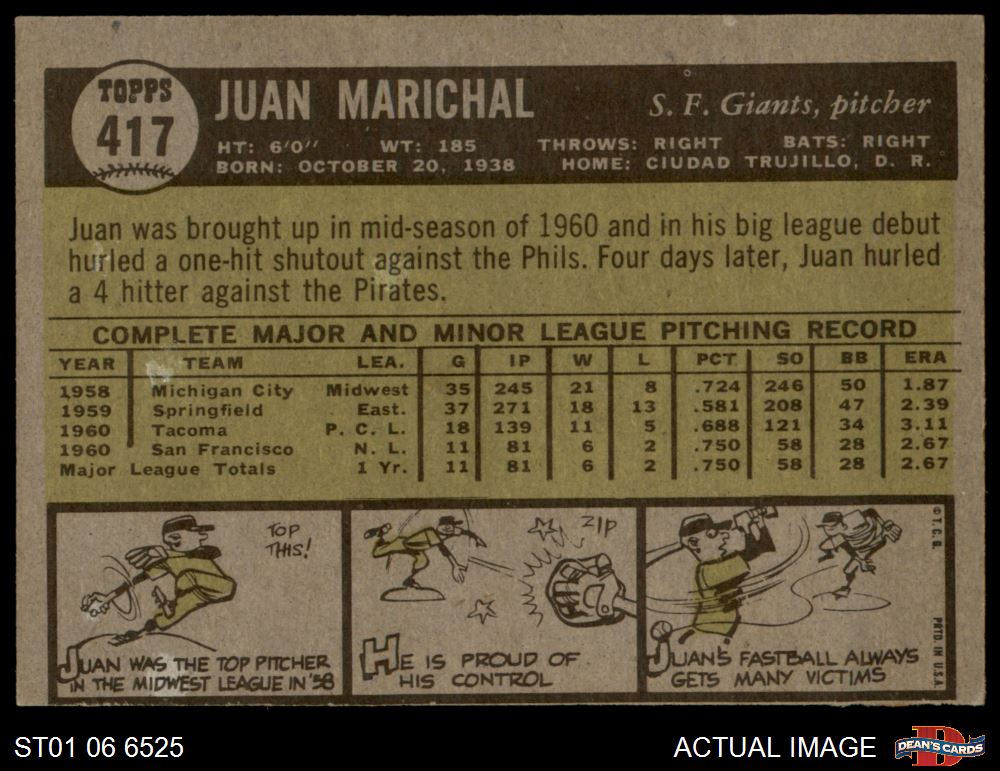 TOPPS
417
JUAN MARICHAL
S. F. Giants, pitcher
HT: 6'0" WT: 185 THROWS: RIGHT BATS: RIGHT
BORN: OCTOBER 20, 1938 HOME: CIUDAD TRUJILLO, D. R.
Juan was brought up in mid-season of 1960 and in his big league debut
hurled a one-hit shutout against the Phils. Four days later, Juan hurled
a 4 hitter against the Pirates.
COMPLETE MAJOR AND MINOR LEAGUE PITCHING RECORD
YEAR TEAM LEA. G IP W L PCT SO BB ERA
1958 Michigan City Midwest 35 245 21 8 .724 246 50 1.87
1959 Springfield East. 37 271 18 13 .581 208 47 2.39
1960 Tacoma P. C. L. 18 139 11 5 .688 121 34 3.11
1960 San Francisco N. L. 11 81 6 2 .750 58 28 2.67
Major League Totals 1 Yr. 11 81 6 2 .750 58 28 2.67
TOP
THIS!
JUAN WAS THE TOP PITCHER
IN THE MIDWEST LEAGUE IN '58
ZIP
HE IS PROUD OF
HIS CONTROL
JUAN'S FASTBALL ALWAYS
GETS MANY VICTIMS
© T. C. G.
PRTD. IN U.S.A.
ST01 06 6525
ACTUAL IMAGE
D
DEAN'S CARDS